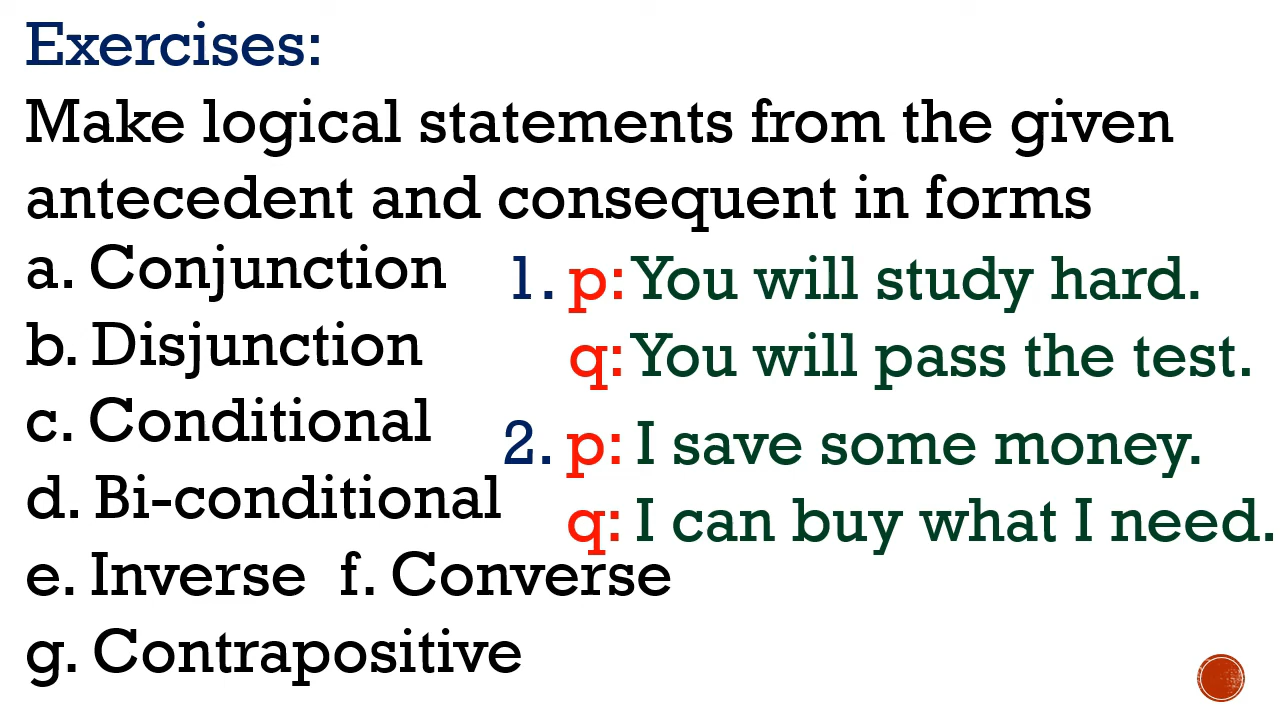 Exercises:
Make logical statements from the given
antecedent and consequent in forms
a. Conjunction
b. Disjunction
c. Conditional
d. Bi-conditional
e. Inverse  f. Converse
g. Contrapositive
1. p: You will study hard.
q: You will pass the test.
2. p: I save some money.
q: I can buy what I need.